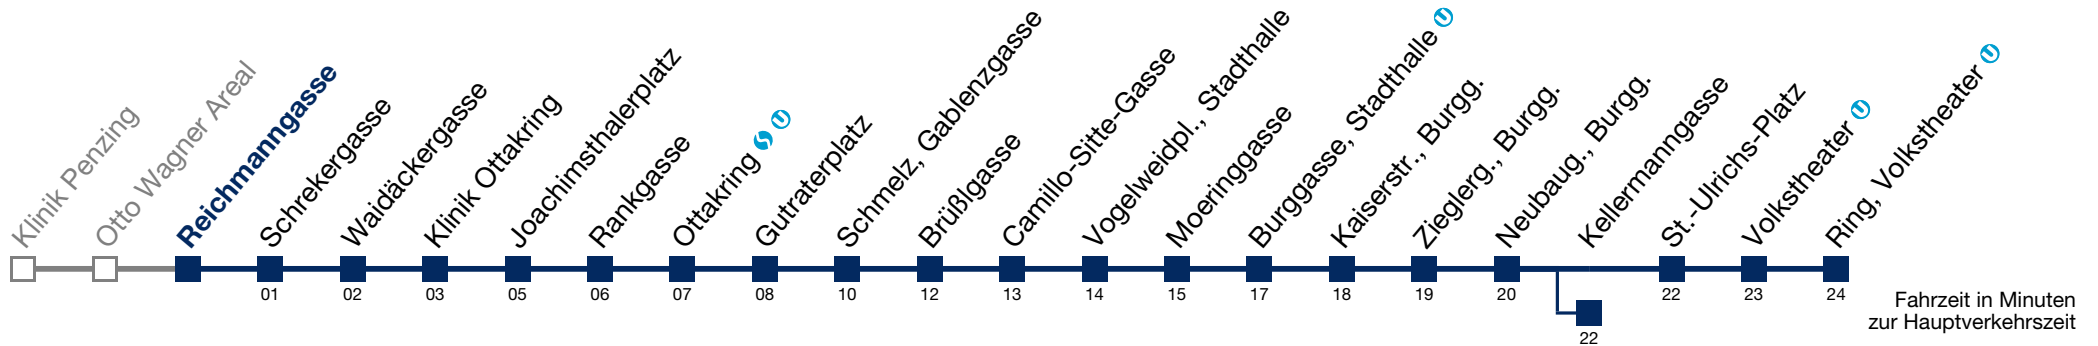 Klinik Penzing
Otto Wagner Areal
Reichmanngasse
Schrekergasse
Waidäckergasse
Klinik Ottakring
Joachimsthalerplatz
Rankgasse
Ottakring
Gutraterplatz
Schmelz, Gablenzgasse
Brüßlgasse
Camillo-Sitte-Gasse
Vogelweidpl., Stadthalle
Moeringgasse
Burggasse, Stadthalle
Kaiserstr., Burgg.
Zieglerg., Burgg.
Neubaug., Burgg.
Kellermanngasse
St.-Ulrichs-Platz
Volkstheater
Ring, Volkstheater
01 02 03 05 06 07 08 10 12 13 14 15 17 18 19 20 22 23 24
22
Fahrzeit in Minuten
zur Hauptverkehrszeit